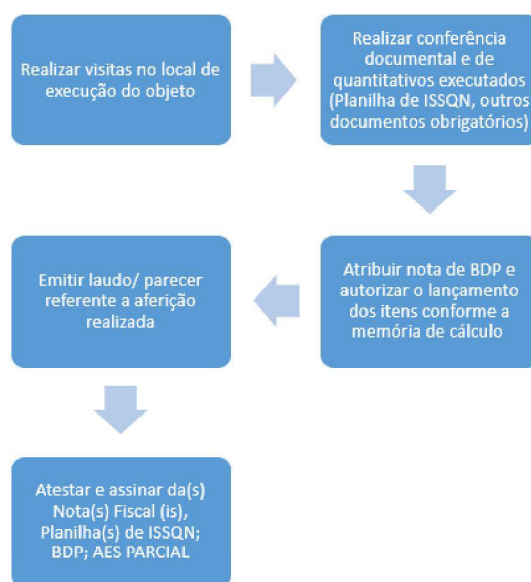 Realizar visitas no local de
execução do objeto
Realizar conferência
documental e de
quantitativos executados
(Planilha de ISSQN, outros
documentos obrigatórios)
Atribuir nota de BDP e
autorizar o lançamento
dos itens conforme a
memória de cálculo
Emitir laudo/ parecer
referente a aferição
realizada
Atestar e assinar da(s)
Nota(s) Fiscal (is),
Planilha(s) de ISSQN;
BDP; AES PARCIAL